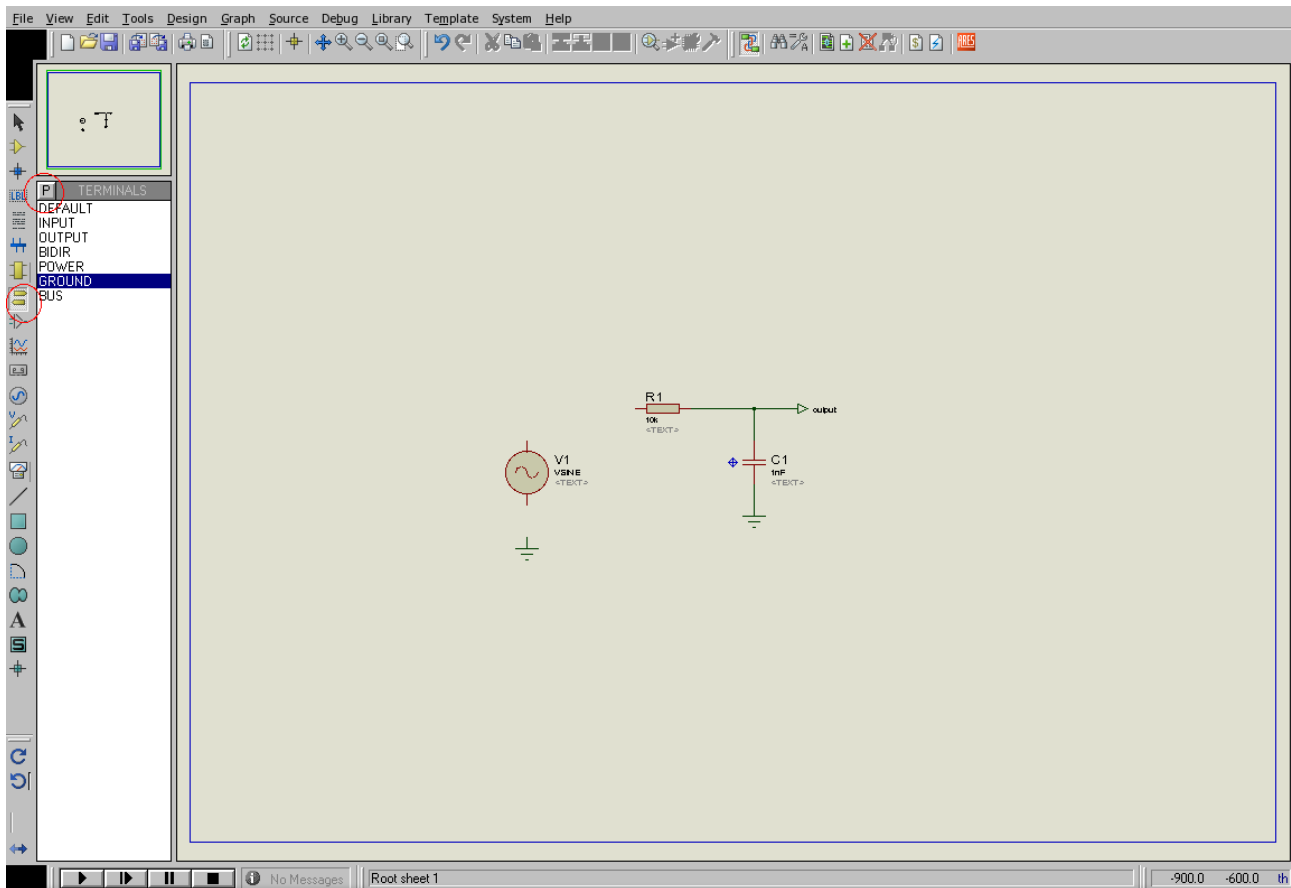 File View Edit Tools Design Graph Source Debug Library Template System Help
ARES
LBL
P TERMINALS
DEFAULT
INPUT
OUTPUT
BIDIR
POWER
GROUND
BUS
V
I
A
S
R1
10k
<TEXT>
output
V1
VSINE
<TEXT>
C1
1nF
<TEXT>
No Messages
Root sheet 1
-900.0 -600.0 th